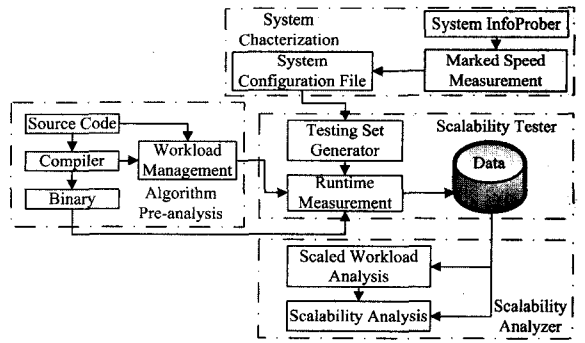 System
Chacterization
System InfoProber
System
Configuration File
Marked Speed
Measurement
Source Code
Compiler
Binary
Workload
Management
Algorithm
Pre-analysis
Testing Set
Generator
Runtime
Measurement
Scalability Tester
Data
Scaled Workload
Analysis
Scalability Analysis
Scalability
Analyzer